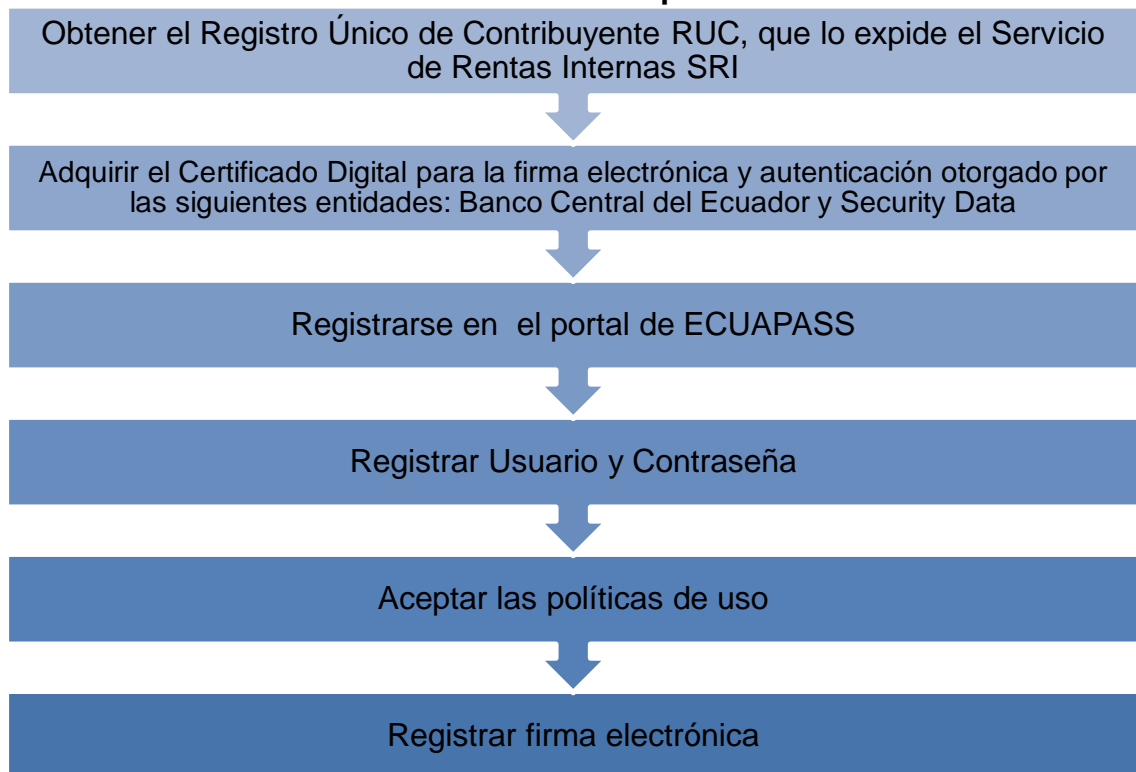 Obtener el Registro Único de Contribuyente RUC, que lo expide el Servicio
de Rentas Internas SRI
Adquirir el Certificado Digital para la firma electrónica y autenticación otorgado por
las siguientes entidades: Banco Central del Ecuador y Security Data
Registrarse en  el portal de ECUAPASS
Registrar Usuario y Contraseña
Aceptar las políticas de uso
Registrar firma electrónica